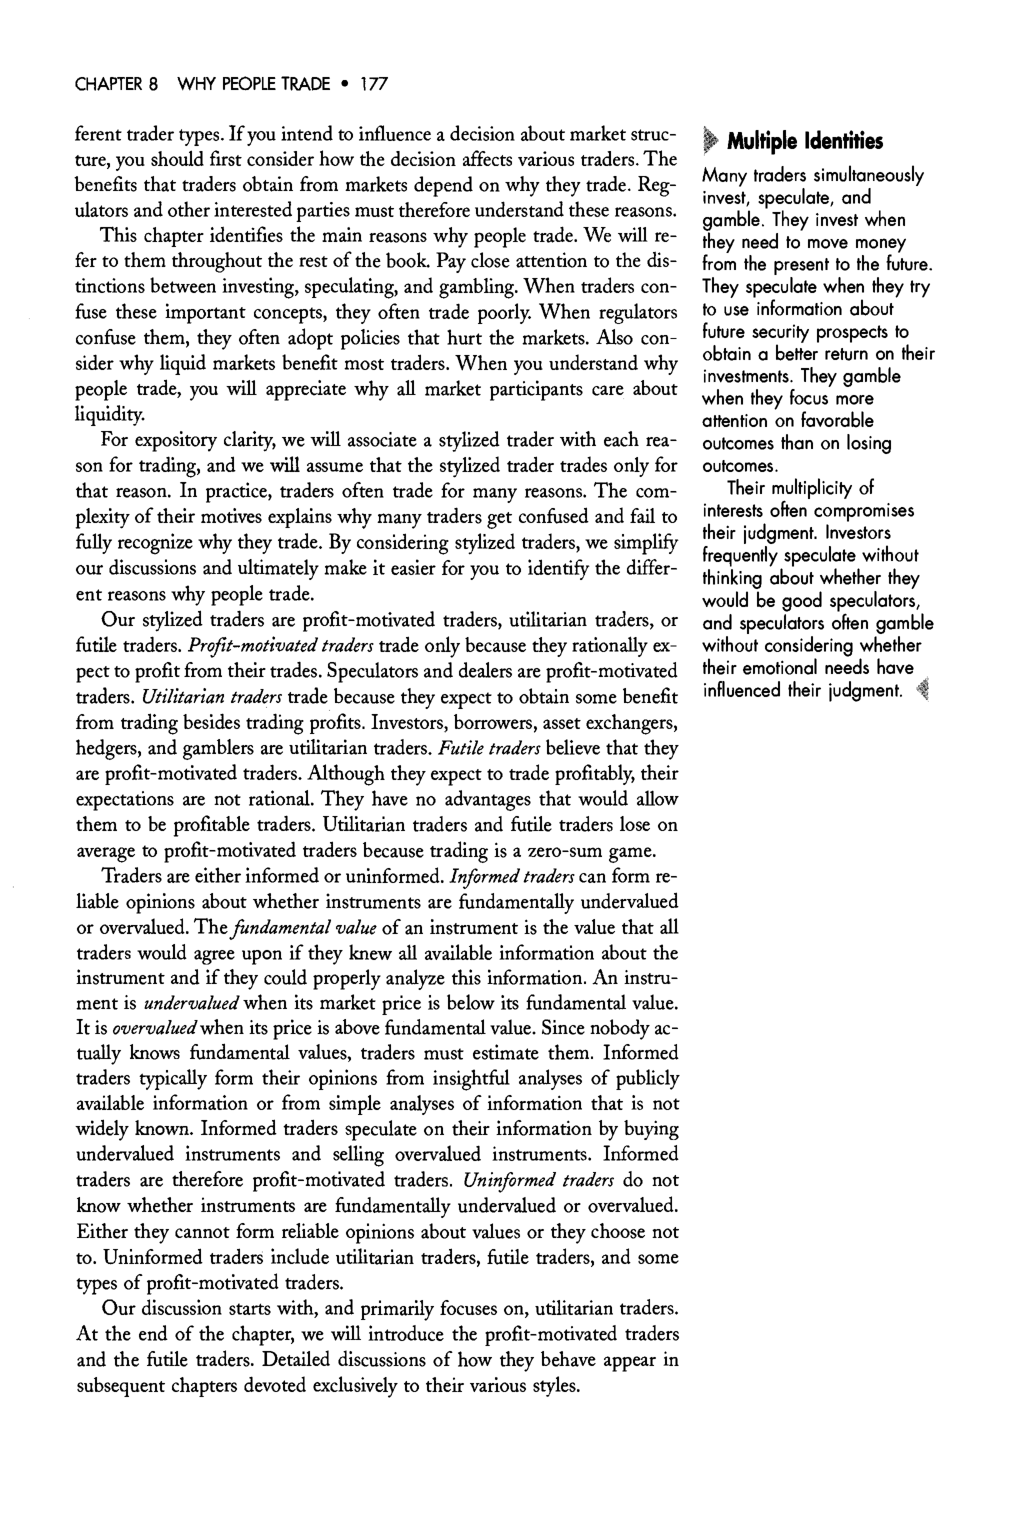 CHAPTER 8 WHY PEOPLE TRADE • 177
ferent trader types. If you intend to influence a decision about market struc-
ture, you should first consider how the decision affects various traders. The
benefits that traders obtain from markets depend on why they trade. Reg-
ulators and other interested parties must therefore understand these reasons.
This chapter identifies the main reasons why people trade. We will re-
fer to them throughout the rest of the book. Pay close attention to the dis-
tinctions between investing, speculating, and gambling. When traders con-
fuse these important concepts, they often trade poorly. When regulators
confuse them, they often adopt policies that hurt the markets. Also con-
sider why liquid markets benefit most traders. When you understand why
people trade, you will appreciate why all market participants care about
liquidity.
For expository clarity, we will associate a stylized trader with each rea-
son for trading, and we will assume that the stylized trader trades only for
that reason. In practice, traders often trade for many reasons. The com-
plexity of their motives explains why many traders get confused and fail to
fully recognize why they trade. By considering stylized traders, we simplify
our discussions and ultimately make it easier for you to identify the differ-
ent reasons why people trade.
Our stylized traders are profit-motivated traders, utilitarian traders, or
futile traders. Profit-motivated traders trade only because they rationally ex-
pect to profit from their trades. Speculators and dealers are profit-motivated
traders. Utilitarian traders trade because they expect to obtain some benefit
from trading besides trading profits. Investors, borrowers, asset exchangers,
hedgers, and gamblers are utilitarian traders. Futile traders believe that they
are profit-motivated traders. Although they expect to trade profitably, their
expectations are not rational. They have no advantages that would allow
them to be profitable traders. Utilitarian traders and futile traders lose on
average to profit-motivated traders because trading is a zero-sum game.
Traders are either informed or uninformed. Informed traders can form re-
liable opinions about whether instruments are fundamentally undervalued
or overvalued. The fundamental value of an instrument is the value that all
traders would agree upon if they knew all available information about the
instrument and if they could properly analyze this information. An instru-
ment is undervalued when its market price is below its fundamental value.
It is overvalued when its price is above fundamental value. Since nobody ac-
tually knows fundamental values, traders must estimate them. Informed
traders typically form their opinions from insightful analyses of publicly
available information or from simple analyses of information that is not
widely known. Informed traders speculate on their information by buying
undervalued instruments and selling overvalued instruments. Informed
traders are therefore profit-motivated traders. Uninformed traders do not
know whether instruments are fundamentally undervalued or overvalued.
Either they cannot form reliable opinions about values or they choose not
to. Uninformed traders include utilitarian traders, futile traders, and some
types of profit-motivated traders.
Our discussion starts with, and primarily focuses on, utilitarian traders.
At the end of the chapter, we will introduce the profit-motivated traders
and the futile traders. Detailed discussions of how they behave appear in
subsequent chapters devoted exclusively to their various styles.
Multiple Identities
Many traders simultaneously
invest, speculate, and
gamble. They invest when
they need to move money
from the present to the future.
They speculate when they try
to use information about
future security prospects to
obtain a better return on their
investments. They gamble
when they focus more
attention on favorable
outcomes than on losing
outcomes.
Their multiplicity of
interests often compromises
their judgment. Investors
frequently speculate without
thinking about whether they
would be good speculators,
and speculators often gamble
without considering whether
their emotional needs have
influenced their judgment.